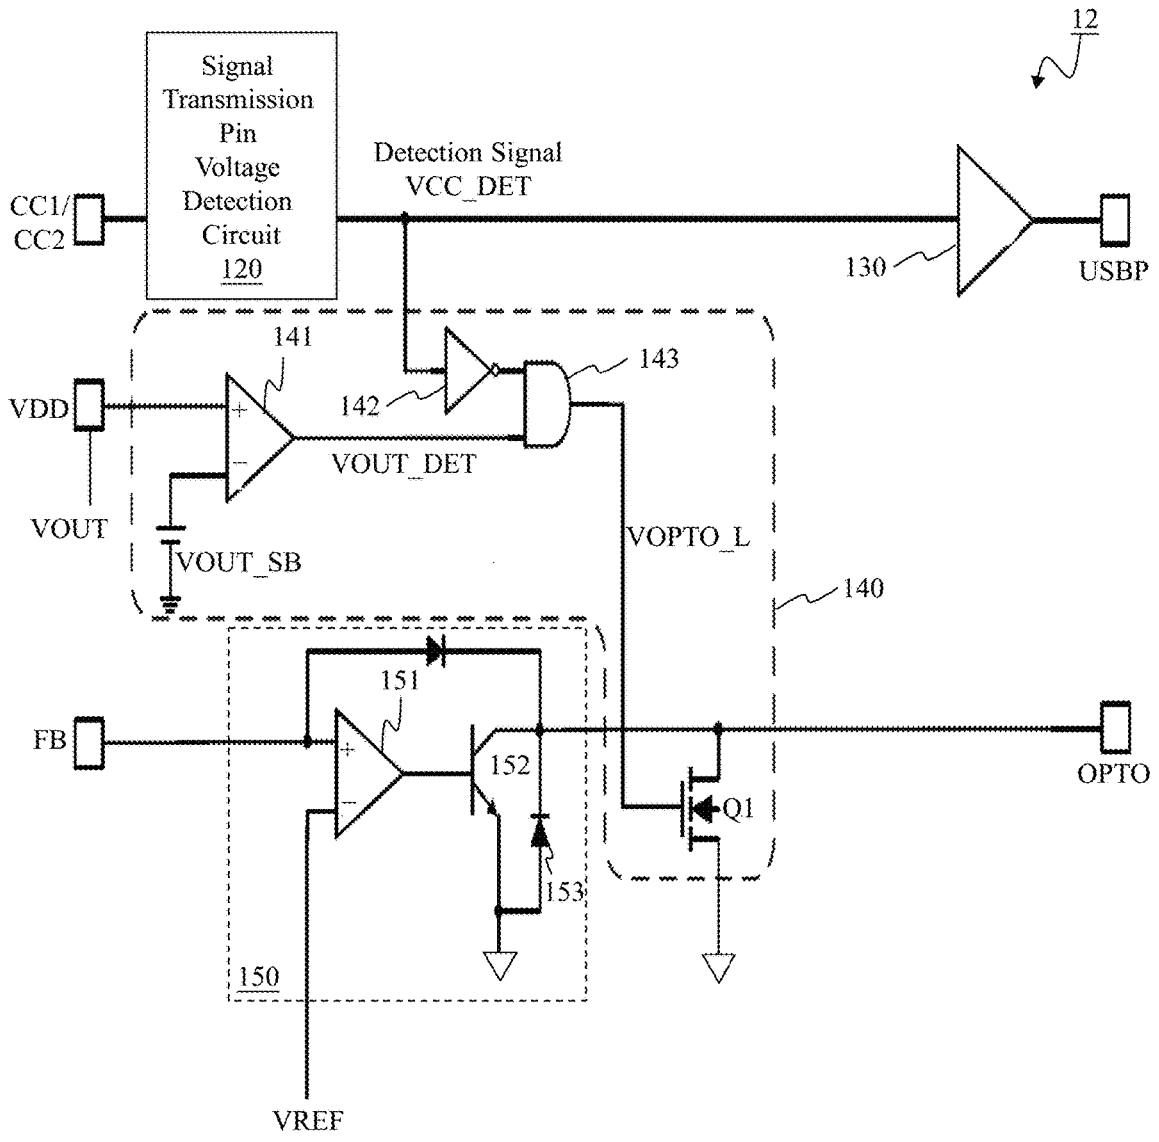 12
Signal
Transmission
Pin
Voltage
Detection
Circuit
120
Detection Signal
VCC_DET
CC1/
CC2
130
USBP
141
142
143
VDD
+
−
VOUT_DET
VOUT
VOUT_SB
VOPTO_L
140
151
FB
+
−
152
153
Q1
OPTO
150
VREF